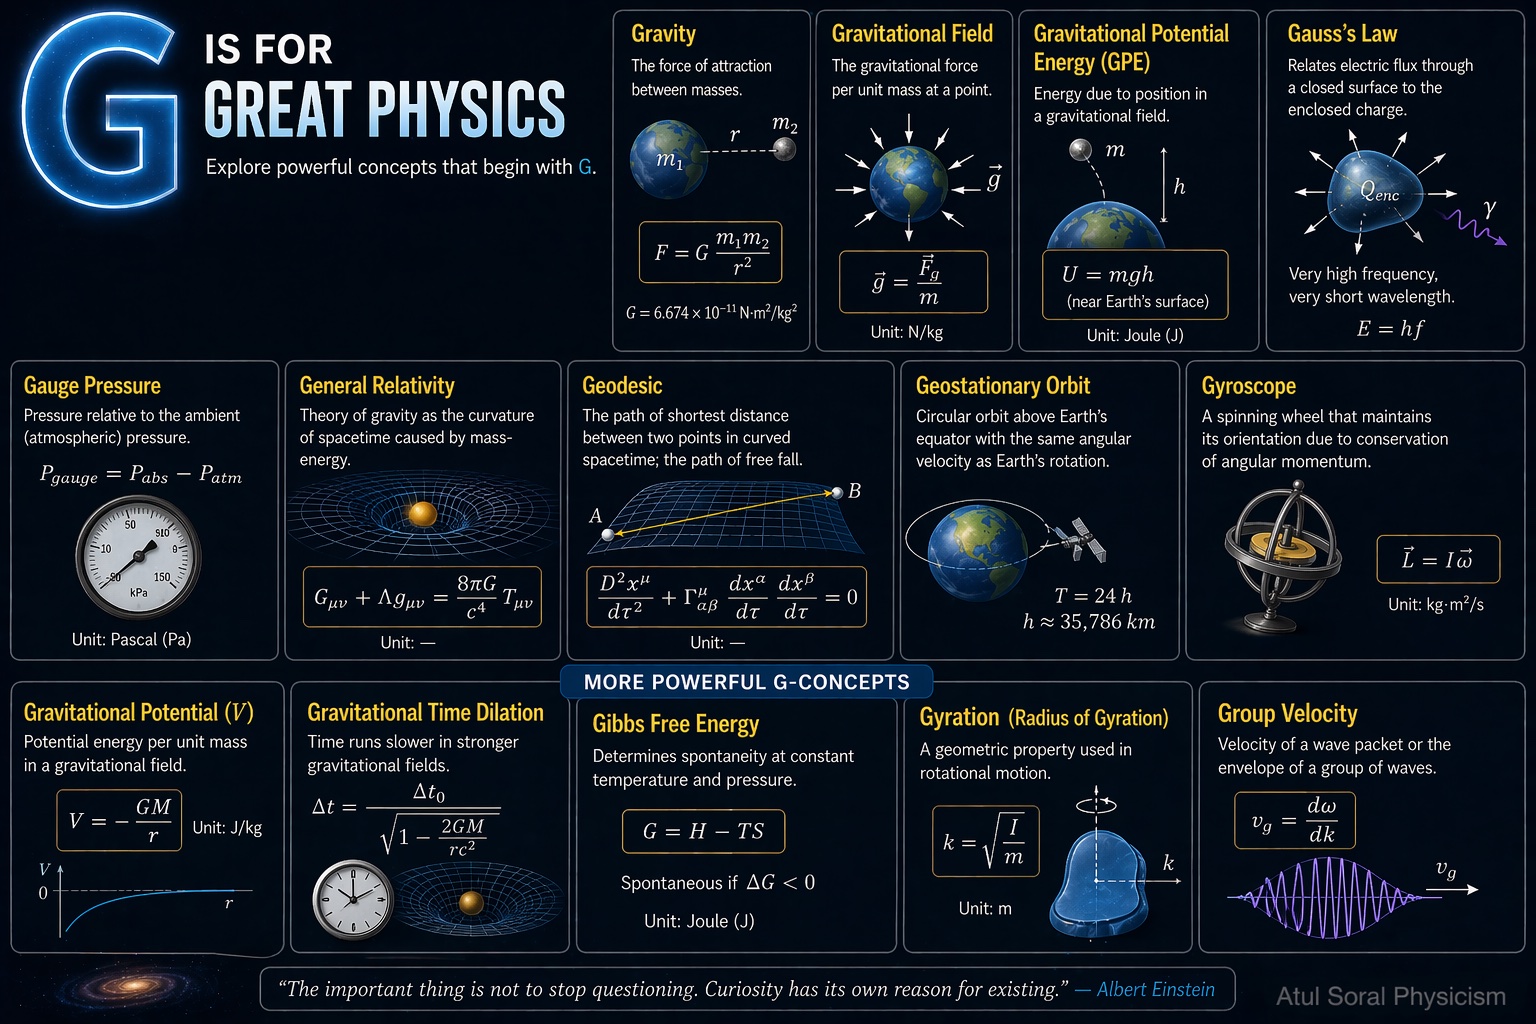 G
IS FOR
GREAT PHYSICS
Explore powerful concepts that begin with G.
Gravity
The force of attraction
between masses.
m₁
r
m₂
F = G m₁m₂ / r²
G = 6.674 × 10⁻¹¹ N·m²/kg²
Gravitational Field
The gravitational force
per unit mass at a point.
g⃗
g⃗ = F⃗g / m
Unit: N/kg
Gravitational Potential
Energy (GPE)
Energy due to position in
a gravitational field.
m
h
U = mgh
(near Earth's surface)
Unit: Joule (J)
Gauss's Law
Relates electric flux through
a closed surface to the
enclosed charge.
Qenc
γ
Very high frequency,
very short wavelength.
E = hf
Gauge Pressure
Pressure relative to the ambient
(atmospheric) pressure.
Pgauge = Pabs − Patm
50
910
10
9
150
kPa
Unit: Pascal (Pa)
General Relativity
Theory of gravity as the curvature
of spacetime caused by mass-
energy.
Gμν + Λgμν = 8πG / c⁴ Tμν
Unit: —
Geodesic
The path of shortest distance
between two points in curved
spacetime; the path of free fall.
A
B
D²xμ / dτ² + Γμαβ dxα / dτ dxβ / dτ = 0
Unit: —
Geostationary Orbit
Circular orbit above Earth's
equator with the same angular
velocity as Earth's rotation.
T = 24 h
h ≈ 35,786 km
Gyroscope
A spinning wheel that maintains
its orientation due to conservation
of angular momentum.
L⃗ = Iω⃗
Unit: kg·m²/s
MORE POWERFUL G-CONCEPTS
Gravitational Potential (V)
Potential energy per unit mass
in a gravitational field.
V = − GM / r
Unit: J/kg
V
0
r
Gravitational Time Dilation
Time runs slower in stronger
gravitational fields.
Δt = Δt₀ / √(1 − 2GM / rc²)
Gibbs Free Energy
Determines spontaneity at constant
temperature and pressure.
G = H − TS
Spontaneous if ΔG < 0
Unit: Joule (J)
Gyration (Radius of Gyration)
A geometric property used in
rotational motion.
k = √(I / m)
Unit: m
k
Group Velocity
Velocity of a wave packet or the
envelope of a group of waves.
vg = dω / dk
vg
"The important thing is not to stop questioning. Curiosity has its own reason for existing." — Albert Einstein
Atul Soral Physicism